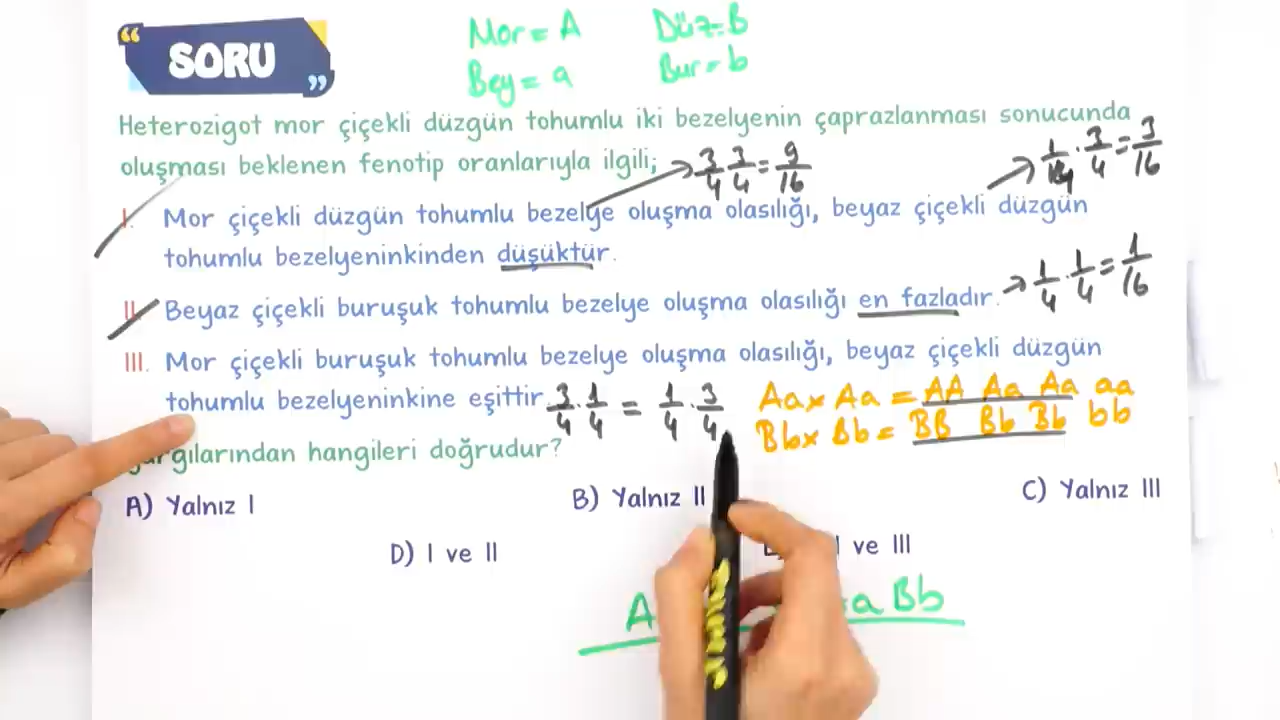 Mor = A Düz = B
Bey = a Bur = b
“ SORU ”
Heterozigot mor çiçekli düzgün tohumlu iki bezelyenin çaprazlanması sonucunda
oluşması beklenen fenotip oranlarıyla ilgili;
→ 3/4 3/4 = 9/16
→ 1/4 · 3/4 = 3/16
I. Mor çiçekli düzgün tohumlu bezelye oluşma olasılığı, beyaz çiçekli düzgün
tohumlu bezelyeninkinden düşüktür.
II. Beyaz çiçekli buruşuk tohumlu bezelye oluşma olasılığı en fazladır. → 1/4 · 1/4 = 1/16
III. Mor çiçekli buruşuk tohumlu bezelye oluşma olasılığı, beyaz çiçekli düzgün
tohumlu bezelyeninkine eşittir. 3/4 · 1/4 = 1/4 · 3/4
Aa x Aa = AA Aa Aa aa
Bb x Bb = BB Bb Bb bb
yargılarından hangileri doğrudur?
A) Yalnız I B) Yalnız II C) Yalnız III
D) I ve II I ve III
A a Bb